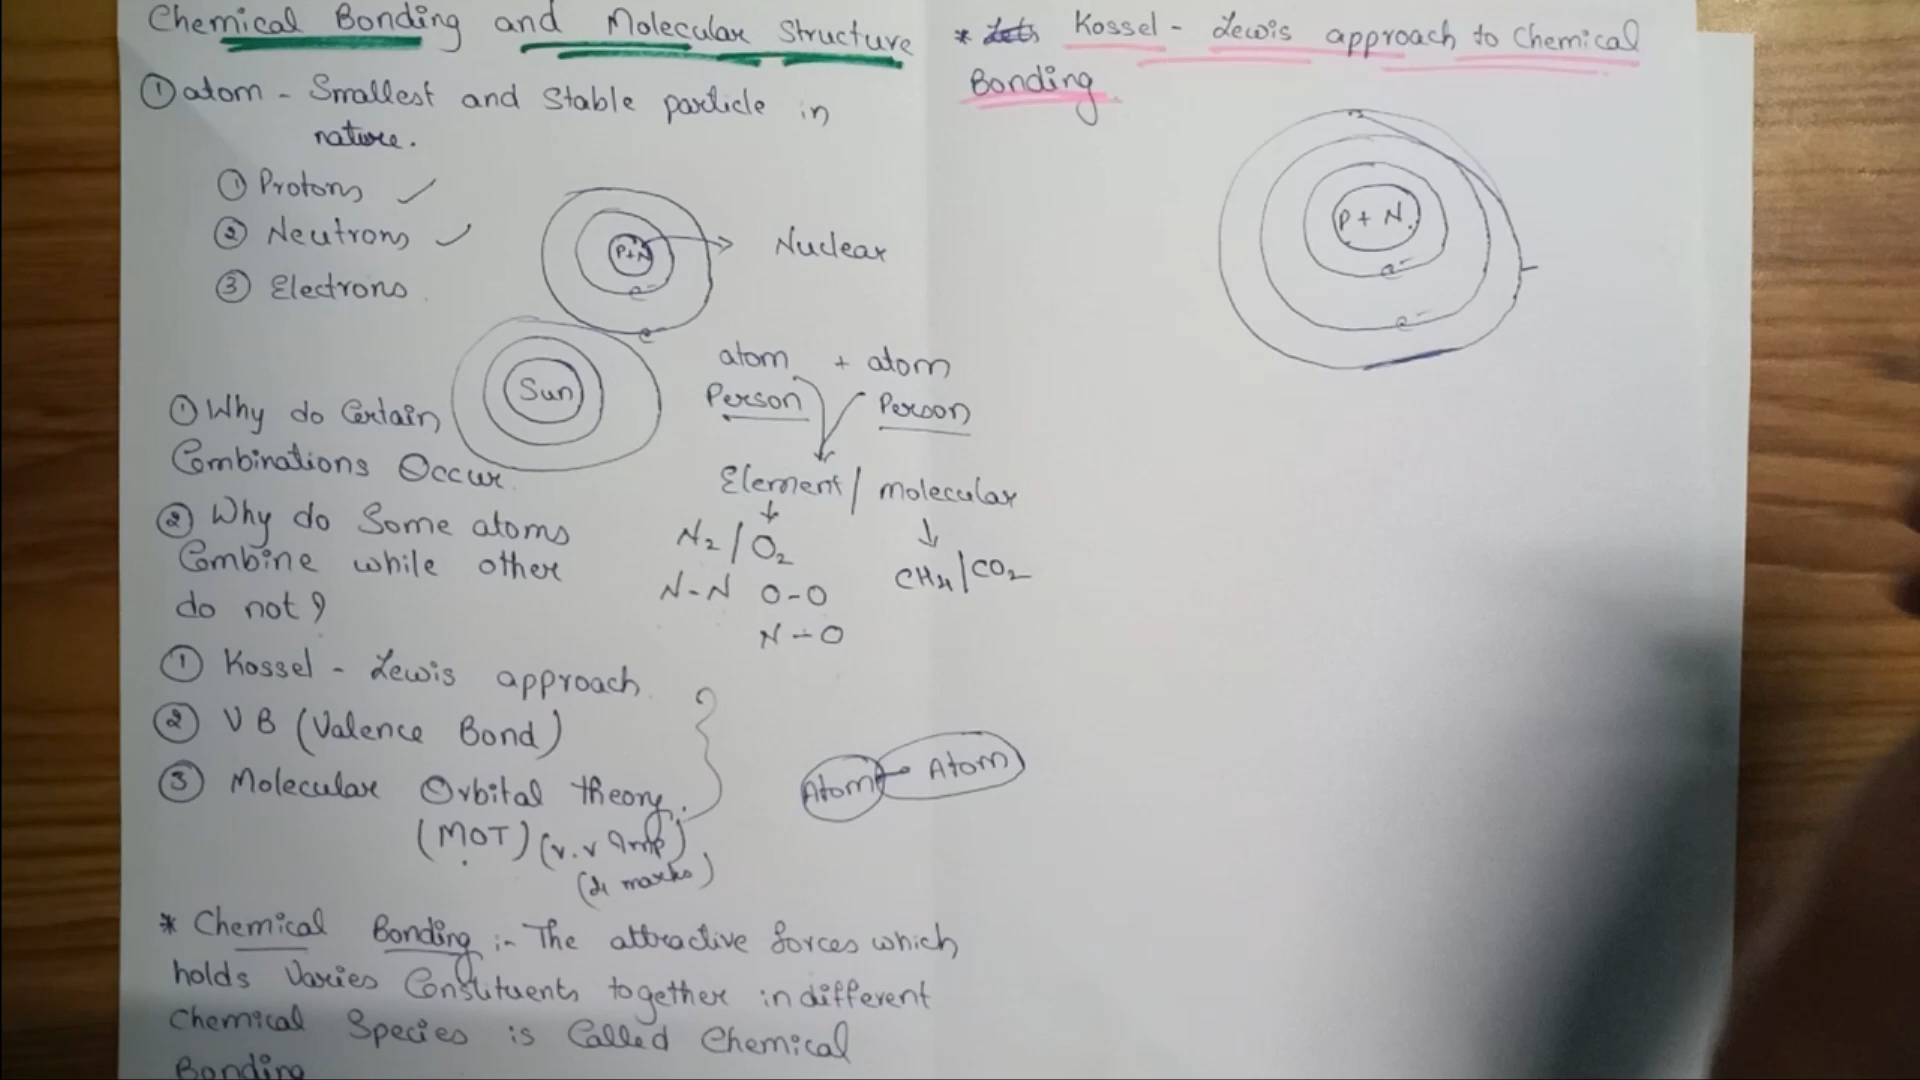 Chemical Bonding and Molecular Structure
① atom - Smallest and Stable particle in
nature.
① Protons ✓
② Neutrons ✓
③ Electrons
P+N
e-
e-
Nuclear
Sun
atom + atom
Person Person
Element / molecular
N2 / O2
CH4 / CO2
N-N O-O
N-O
① Why do Certain
Combinations Occur
② Why do Some atoms
Combine while other
do not?
① Kossel - Lewis approach
② VB (Valence Bond)
③ Molecular Orbital theory
(MOT) (v.v Imp)
marks)
Atom - Atom
* Chemical Bonding :- The attractive forces which
holds Varies Constituents together in different
Chemical Species is Called Chemical
Bonding
* Kossel - Lewis approach to Chemical
Bonding
P + N
e-
e-